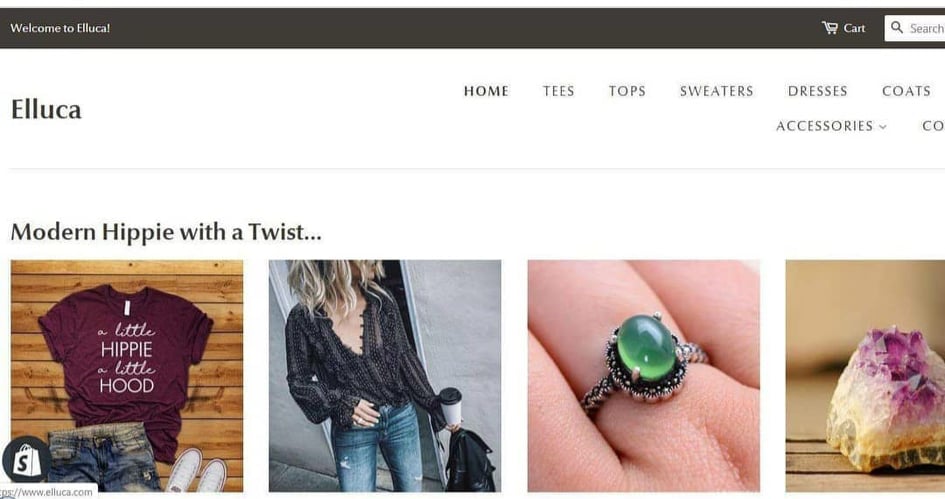 Welcome to Elluca!
Cart
Search
Elluca
HOME TEES TOPS SWEATERS DRESSES COATS
ACCESSORIES CO
Modern Hippie with a Twist...
a little
HIPPIE
a little
HOOD
S
ps://www.elluca.com